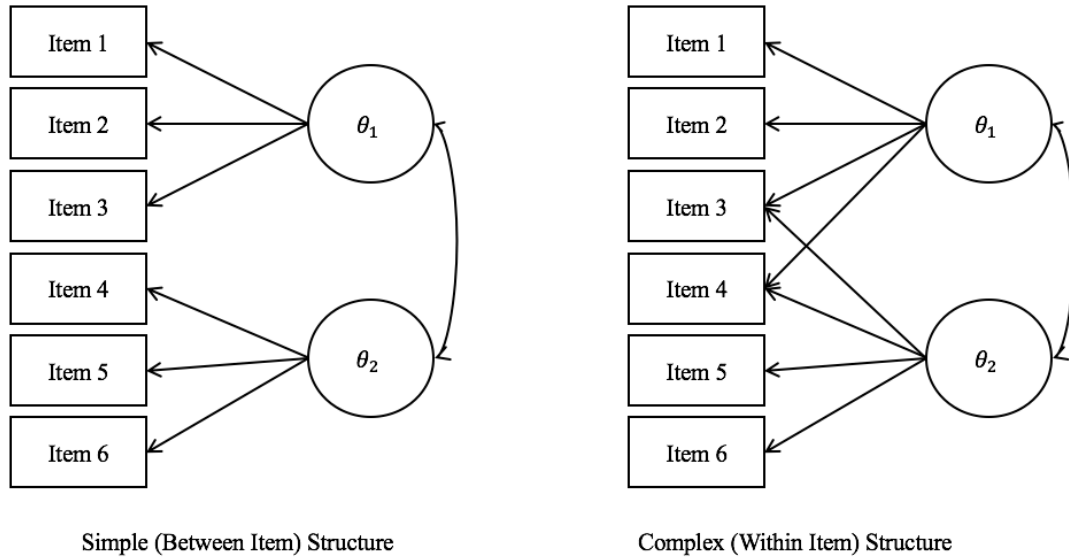 Item 1
Item 2
Item 3
Item 4
Item 5
Item 6
θ₁
θ₂
Simple (Between Item) Structure
Item 1
Item 2
Item 3
Item 4
Item 5
Item 6
θ₁
θ₂
Complex (Within Item) Structure